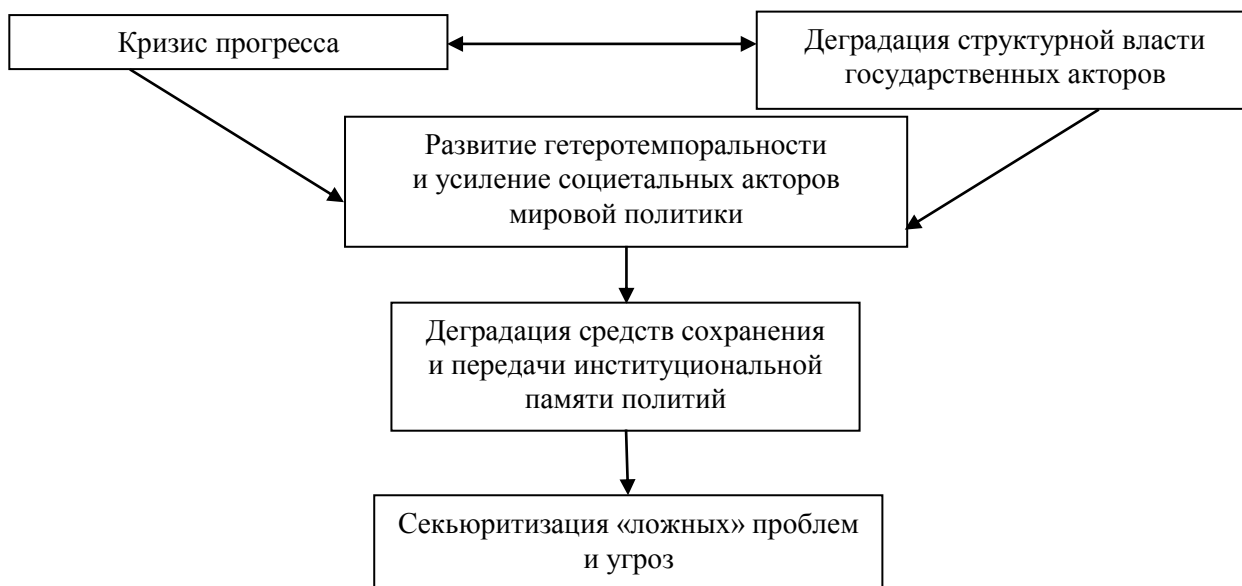 Кризис прогресса
Деградация структурной власти
государственных акторов
Развитие гетеротемпоральности
и усиление социетальных акторов
мировой политики
Деградация средств сохранения
и передачи институциональной
памяти политий
Секьюритизация «ложных» проблем
и угроз